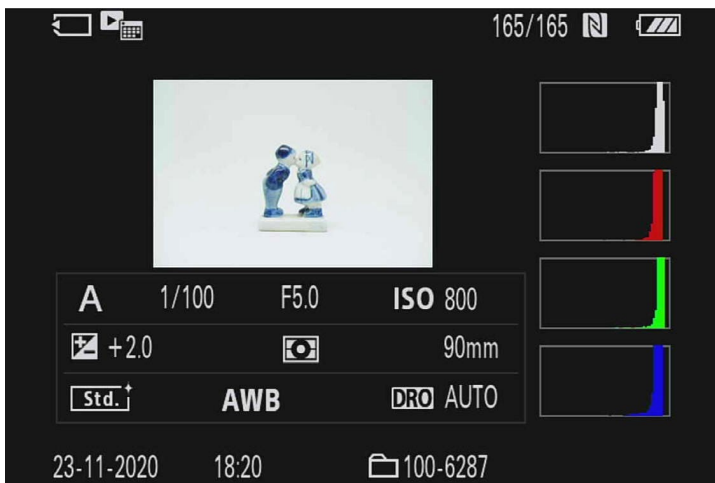 165/165
A 1/100 F5.0 ISO 800
+2.0 90mm
Std. AWB DRO AUTO
23-11-2020 18:20 100-6287